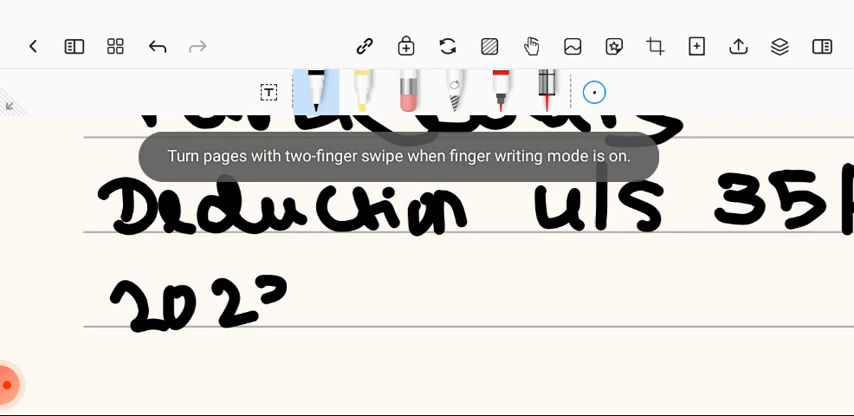 Turn pages with two-finger swipe when finger writing mode is on.
Deduction u/s 35
2023